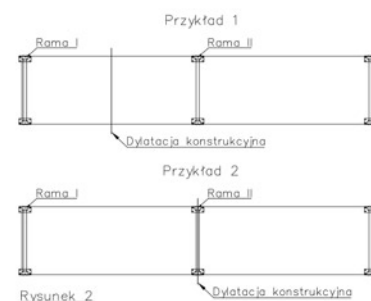 Przykład 1
Rama I Rama II
Dylatacja konstrukcyjna
Przykład 2
Rama I Rama II
Dylatacja konstrukcyjna
Rysunek 2